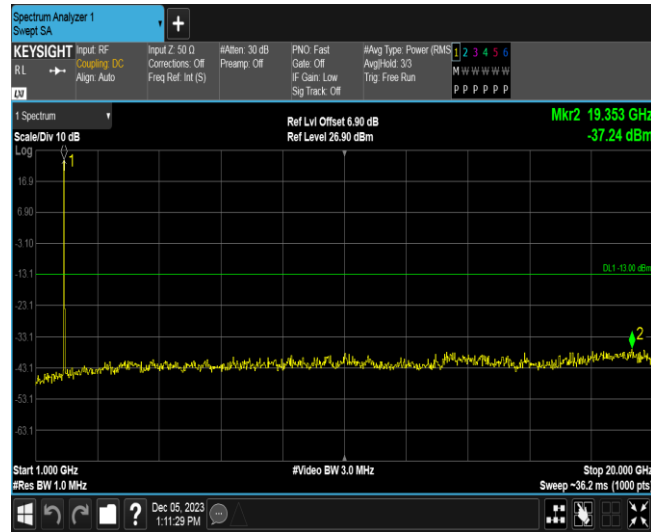 Spectrum Analyzer 1
Swept SA
+
KEYSIGHT
RL
LXI
Input: RF
Coupling: DC
Align: Auto
Input Z: 50 Ω
Corrections: Off
Freq Ref: Int (S)
#Atten: 30 dB
Preamp: Off
PNO: Fast
Gate: Off
IF Gain: Low
Sig Track: Off
#Avg Type: Power (RMS
Avg|Hold: 3/3
Trig: Free Run
1 2 3 4 5 6
M W W W W W
P P P P P P
1 Spectrum
Scale/Div 10 dB
Log
Ref Lvl Offset 6.90 dB
Ref Level 26.90 dBm
Mkr2 19.353 GHz
-37.24 dBm
1
16.9
6.90
-3.10
-13.1
DL1 -13.00 dBm
-23.1
-33.1
2
-43.1
-53.1
-63.1
Start 1.000 GHz
#Res BW 1.0 MHz
#Video BW 3.0 MHz
Stop 20.000 GHz
Sweep ~36.2 ms (1000 pts)
?
Dec 05, 2023
1:11:29 PM